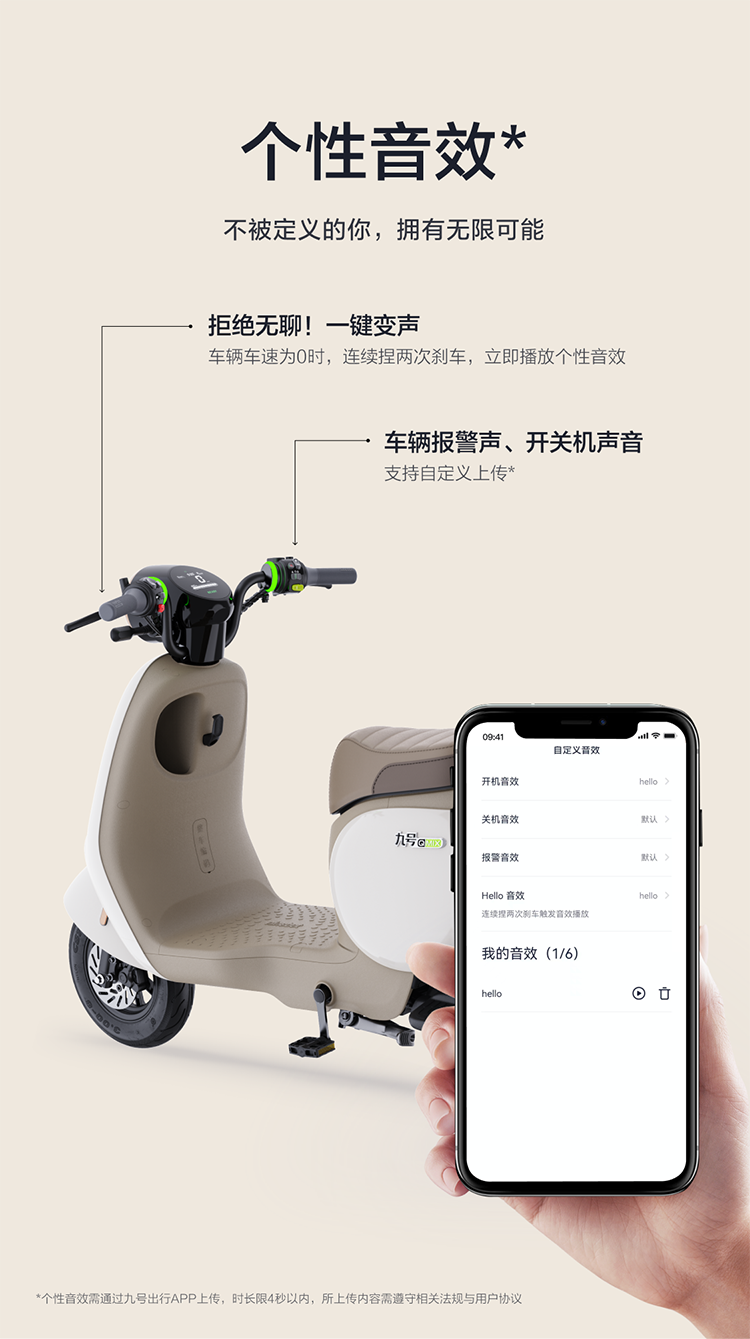 个性音效*
不被定义的你，拥有无限可能
拒绝无聊！一键变声
车辆车速为0时，连续捏两次刹车，立即播放个性音效
车辆报警声、开关机声音
支持自定义上传*
0
九号
09:41
自定义音效
开机音效 hello
关机音效 默认
报警音效 默认
Hello 音效 hello
连续捏两次刹车触发音效播放
我的音效（1/6）
hello
*个性音效需通过九号出行APP上传，时长限4秒以内，所上传内容需遵守相关法规与用户协议